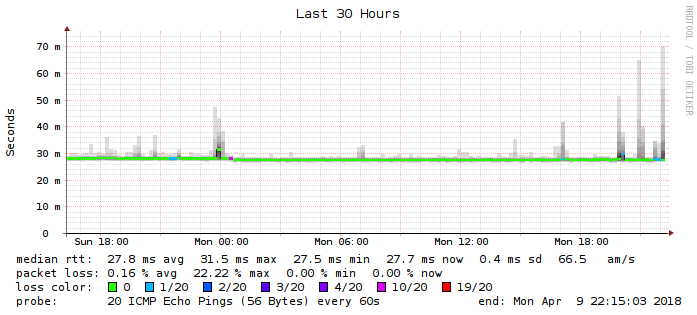 Last 30 Hours
RRDTOOL / TOBI OETIKER
Seconds
70 m
60 m
50 m
40 m
30 m
20 m
10 m
0
Sun 18:00 Mon 00:00 Mon 06:00 Mon 12:00 Mon 18:00
median rtt: 27.8 ms avg 31.5 ms max 27.5 ms min 27.7 ms now 0.4 ms sd 66.5 am/s
packet loss: 0.16 % avg 22.22 % max 0.00 % min 0.00 % now
loss color: 0 1/20 2/20 3/20 4/20 10/20 19/20
probe: 20 ICMP Echo Pings (56 Bytes) every 60s end: Mon Apr 9 22:15:03 2018